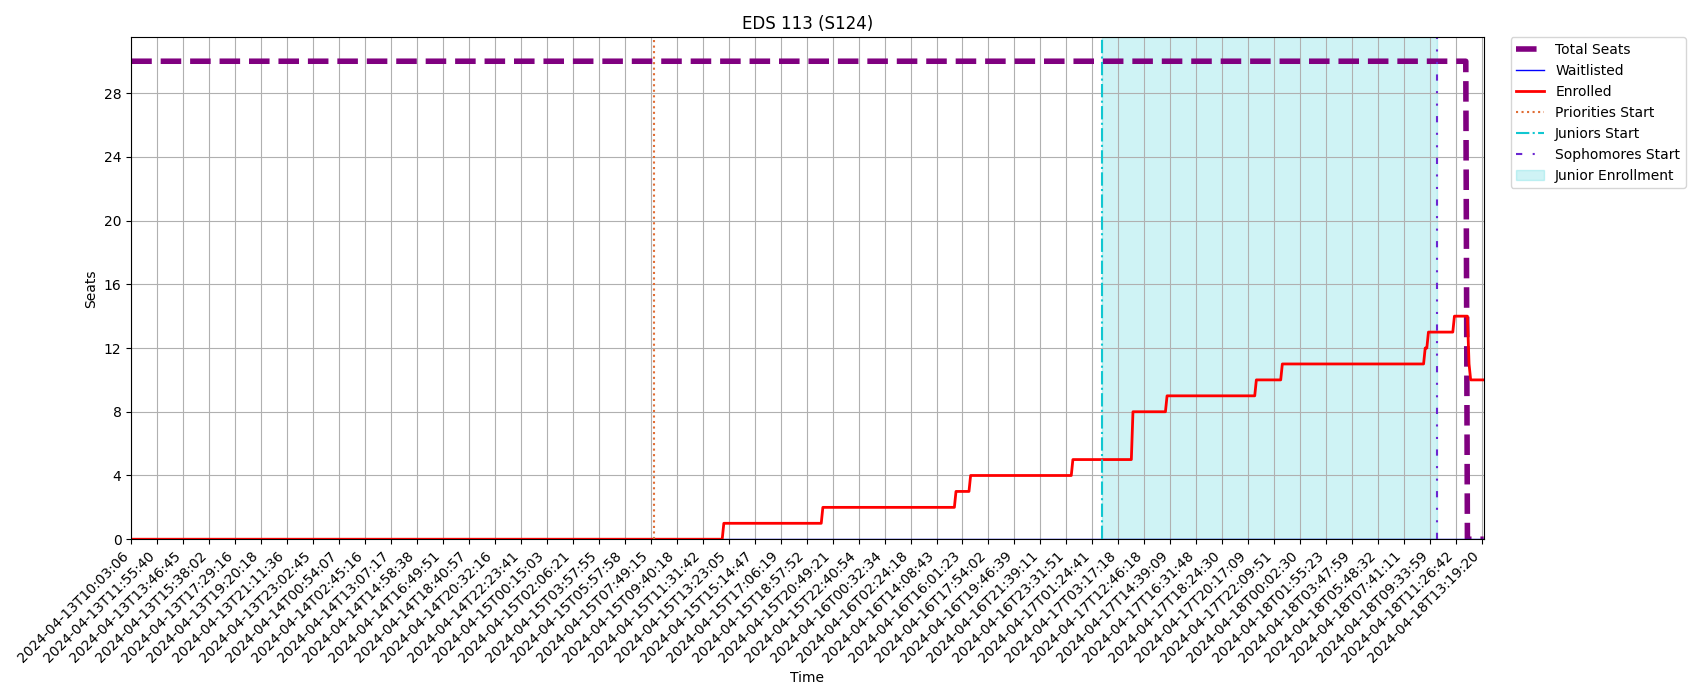 EDS 113 (S124)
Total Seats
Waitlisted
Enrolled
Priorities Start
Juniors Start
Sophomores Start
Junior Enrollment
Seats
28
24
20
16
12
8
4
0
2024-04-13T10:03:06
2024-04-13T11:55:40
2024-04-13T13:46:45
2024-04-13T15:38:02
2024-04-13T17:29:16
2024-04-13T19:20:18
2024-04-13T21:11:36
2024-04-13T23:02:45
2024-04-14T00:54:07
2024-04-14T02:45:16
2024-04-14T13:07:17
2024-04-14T14:58:38
2024-04-14T16:49:51
2024-04-14T18:40:57
2024-04-14T20:32:16
2024-04-14T22:23:41
2024-04-15T00:15:03
2024-04-15T02:06:21
2024-04-15T03:57:55
2024-04-15T05:57:58
2024-04-15T07:49:15
2024-04-15T09:40:18
2024-04-15T11:31:42
2024-04-15T13:23:05
2024-04-15T15:14:47
2024-04-15T17:06:19
2024-04-15T18:57:52
2024-04-15T20:49:21
2024-04-15T22:40:54
2024-04-16T00:32:34
2024-04-16T02:24:18
2024-04-16T14:08:43
2024-04-16T16:01:23
2024-04-16T17:54:02
2024-04-16T19:46:39
2024-04-16T21:39:11
2024-04-16T23:31:51
2024-04-17T01:24:41
2024-04-17T03:17:18
2024-04-17T12:46:18
2024-04-17T14:39:09
2024-04-17T16:31:48
2024-04-17T18:24:30
2024-04-17T20:17:09
2024-04-17T22:09:51
2024-04-18T00:02:30
2024-04-18T01:55:23
2024-04-18T03:47:59
2024-04-18T05:48:32
2024-04-18T07:41:11
2024-04-18T09:33:59
2024-04-18T11:26:42
2024-04-18T13:19:20
Time